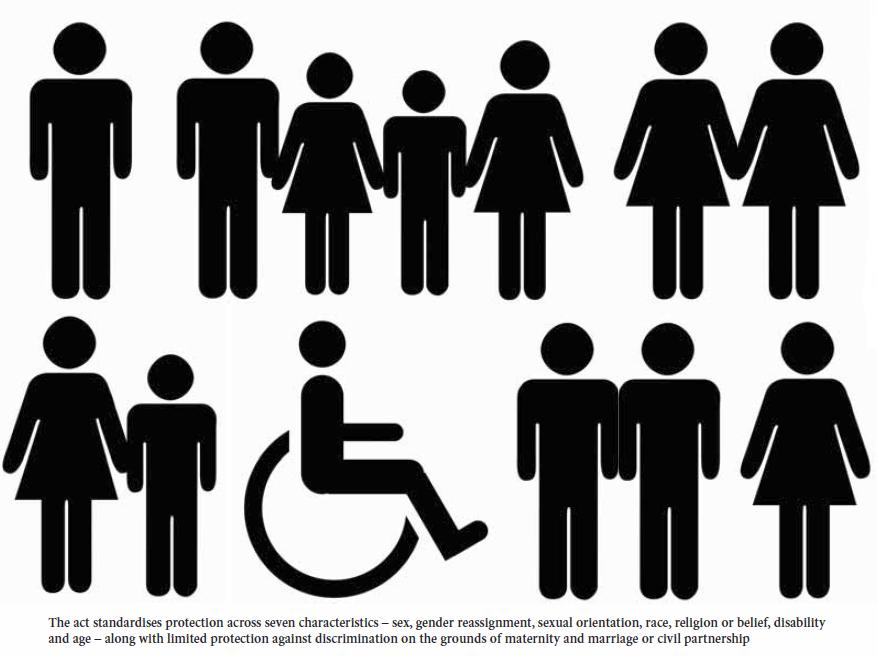 The act standardises protection across seven characteristics – sex, gender reassignment, sexual orientation, race, religion or belief, disability
and age – along with limited protection against discrimination on the grounds of maternity and marriage or civil partnership